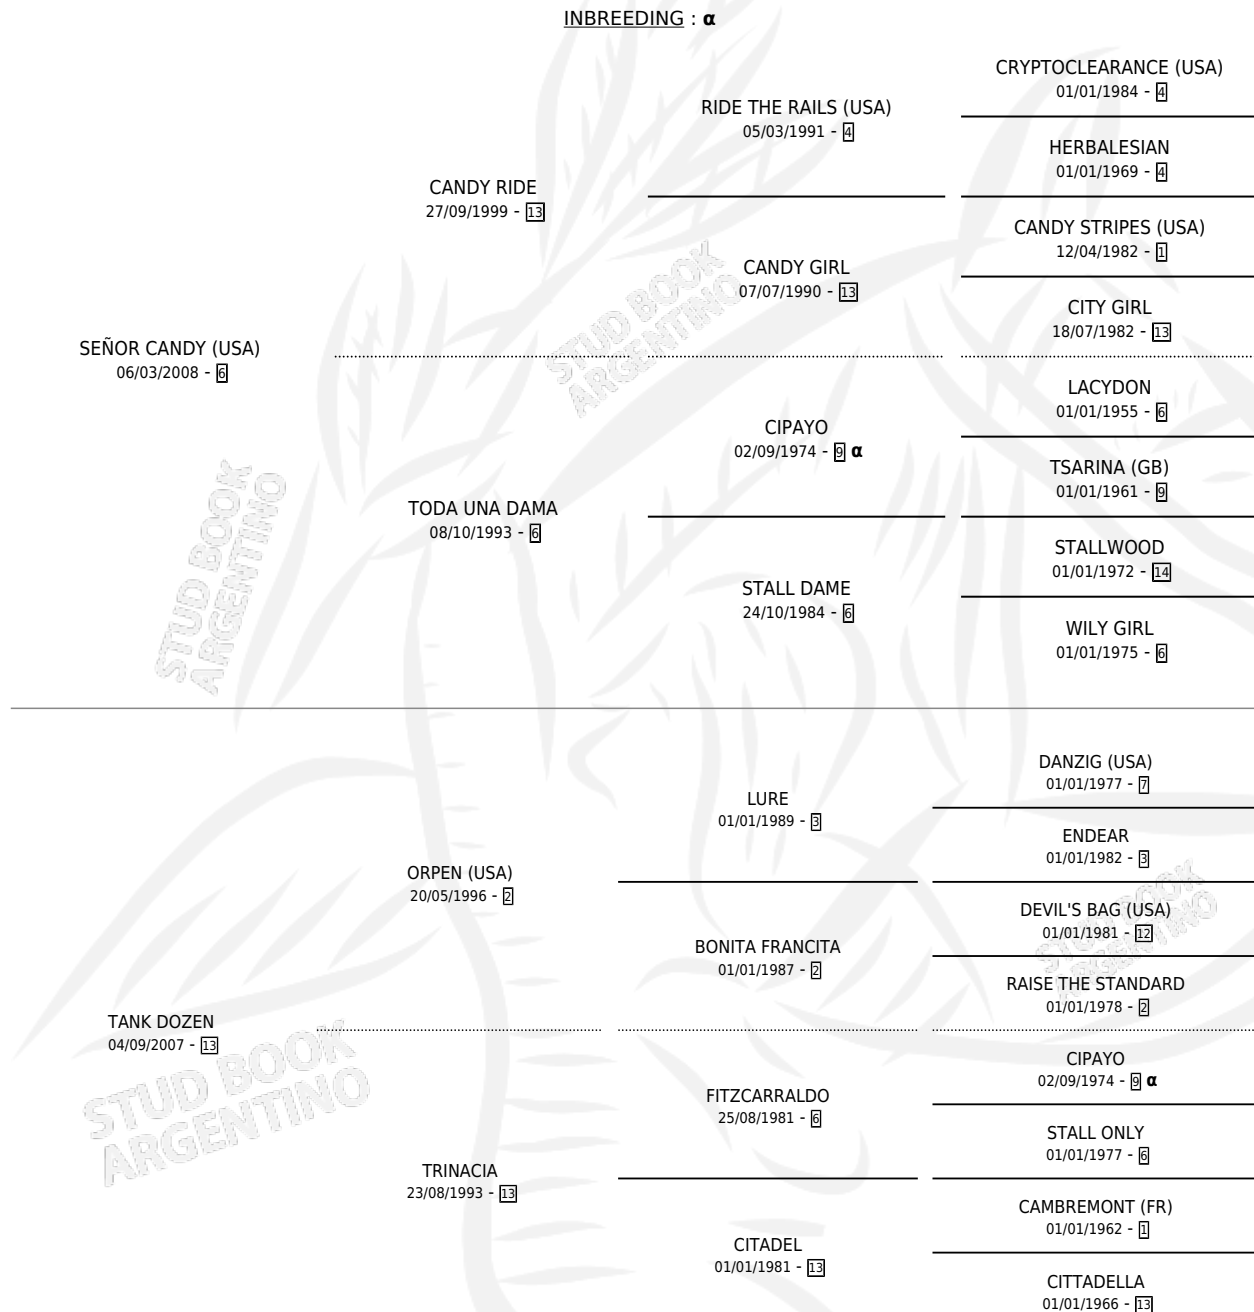 INBREEDING : α
CRYPTOCLEARANCE (USA)
01/01/1984 - 4
RIDE THE RAILS (USA)
05/03/1991 - 4
HERBALESIAN
01/01/1969 - 4
CANDY RIDE
27/09/1999 - 13
CANDY STRIPES (USA)
12/04/1982 - 1
CANDY GIRL
07/07/1990 - 13
CITY GIRL
18/07/1982 - 13
SEÑOR CANDY (USA)
06/03/2008 - 6
LACYDON
01/01/1955 - 6
CIPAYO
02/09/1974 - 9 α
TSARINA (GB)
01/01/1961 - 9
TODA UNA DAMA
08/10/1993 - 6
STALLWOOD
01/01/1972 - 14
STALL DAME
24/10/1984 - 6
WILY GIRL
01/01/1975 - 6
DANZIG (USA)
01/01/1977 - 7
LURE
01/01/1989 - 3
ENDEAR
01/01/1982 - 3
ORPEN (USA)
20/05/1996 - 2
DEVIL'S BAG (USA)
01/01/1981 - 12
BONITA FRANCITA
01/01/1987 - 2
RAISE THE STANDARD
01/01/1978 - 2
TANK DOZEN
04/09/2007 - 13
CIPAYO
02/09/1974 - 9 α
FITZCARRALDO
25/08/1981 - 6
STALL ONLY
01/01/1977 - 6
TRINACIA
23/08/1993 - 13
CAMBREMONT (FR)
01/01/1962 - 1
CITADEL
01/01/1981 - 13
CITTADELLA
01/01/1966 - 13
STUD BOOK
ARGENTINO
STUD BOOK
ARGENTINO
STUD BOOK
ARGENTINO
STUD BOOK
ARGENTINO